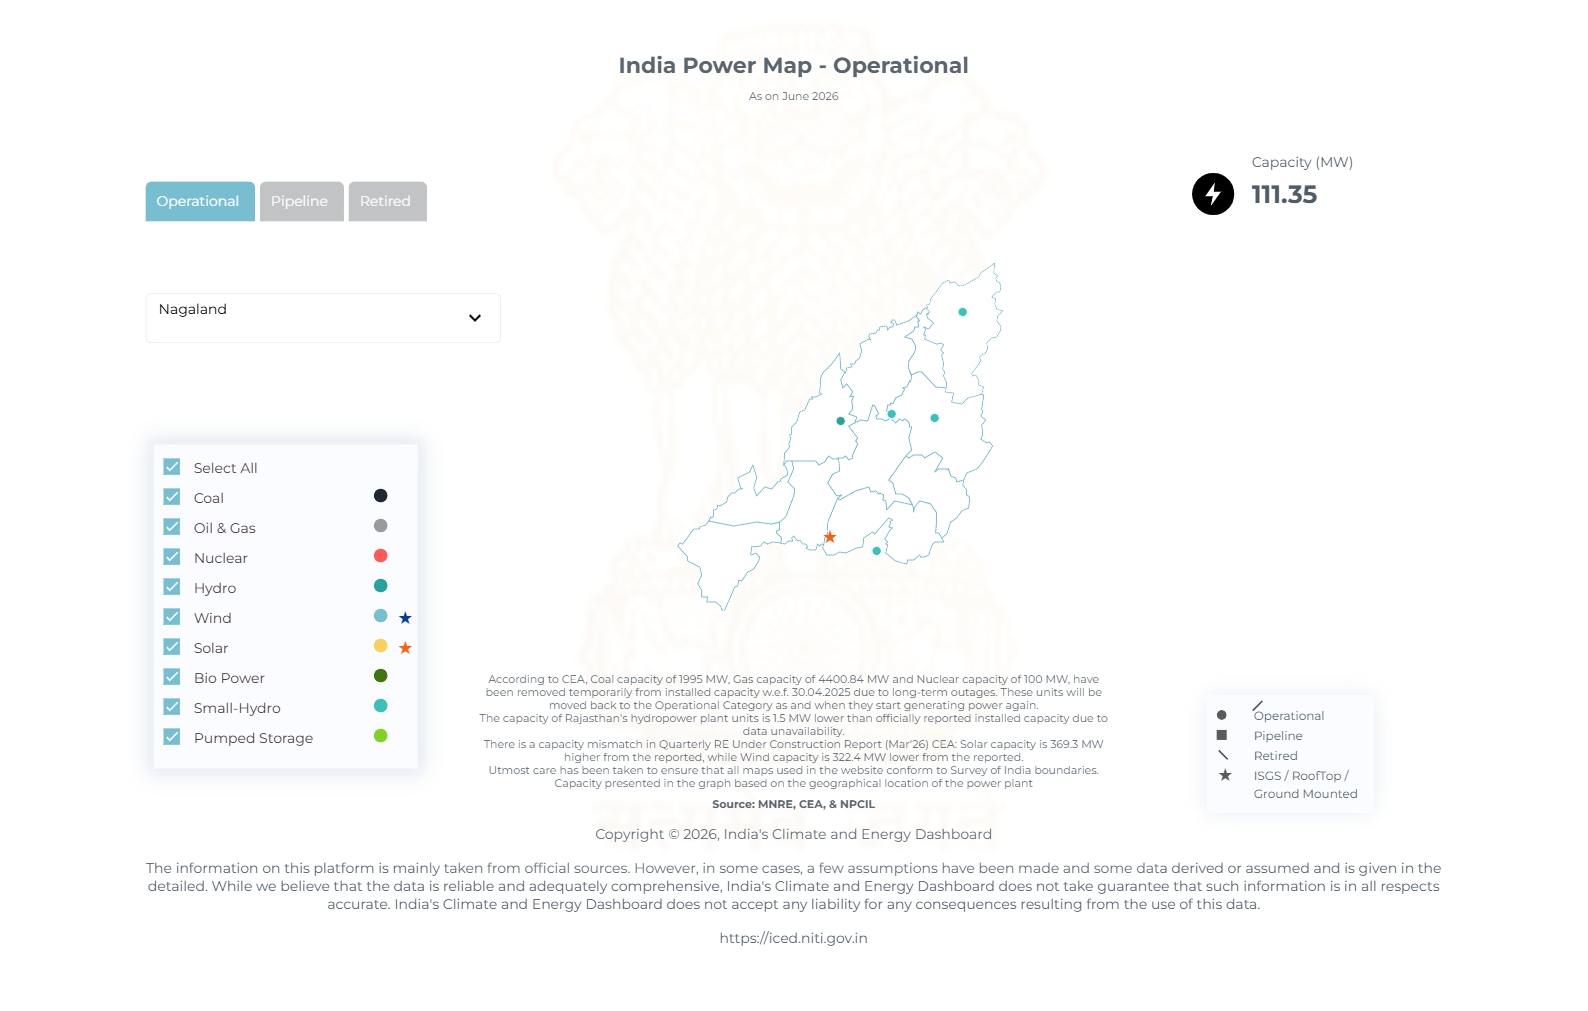 India Power Map - Operational
As on June 2026
Capacity (MW)
111.35
Operational
Pipeline
Retired
Nagaland
Select All
Coal
Oil & Gas
Nuclear
Hydro
Wind
Solar
Bio Power
Small-Hydro
Pumped Storage
According to CEA, Coal capacity of 1995 MW, Gas capacity of 4400.84 MW and Nuclear capacity of 100 MW, have
been removed temporarily from installed capacity w.e.f. 30.04.2025 due to long-term outages. These units will be
moved back to the Operational Category as and when they start generating power again.
The capacity of Rajasthan's hydropower plant units is 1.5 MW lower than officially reported installed capacity due to
data unavailability.
There is a capacity mismatch in Quarterly RE Under Construction Report (Mar'26) CEA: Solar capacity is 369.3 MW
higher from the reported, while Wind capacity is 322.4 MW lower from the reported.
Utmost care has been taken to ensure that all maps used in the website conform to Survey of India boundaries.
Capacity presented in the graph based on the geographical location of the power plant
Source: MNRE, CEA, & NPCIL
Operational
Pipeline
Retired
ISGS / RoofTop /
Ground Mounted
Copyright © 2026, India's Climate and Energy Dashboard
The information on this platform is mainly taken from official sources. However, in some cases, a few assumptions have been made and some data derived or assumed and is given in the
detailed. While we believe that the data is reliable and adequately comprehensive, India's Climate and Energy Dashboard does not take guarantee that such information is in all respects
accurate. India's Climate and Energy Dashboard does not accept any liability for any consequences resulting from the use of this data.
https://iced.niti.gov.in